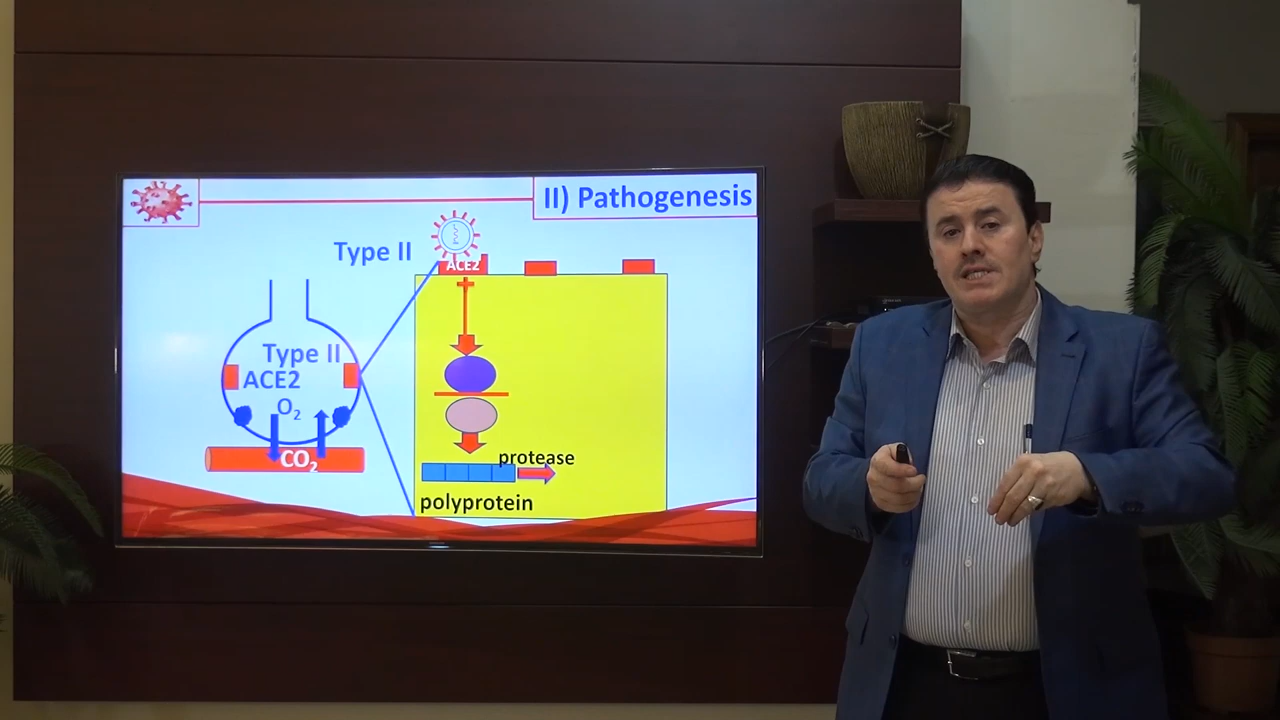 II) Pathogenesis
Type II
ACE2
Type II
ACE2
O₂
CO₂
protease
polyprotein